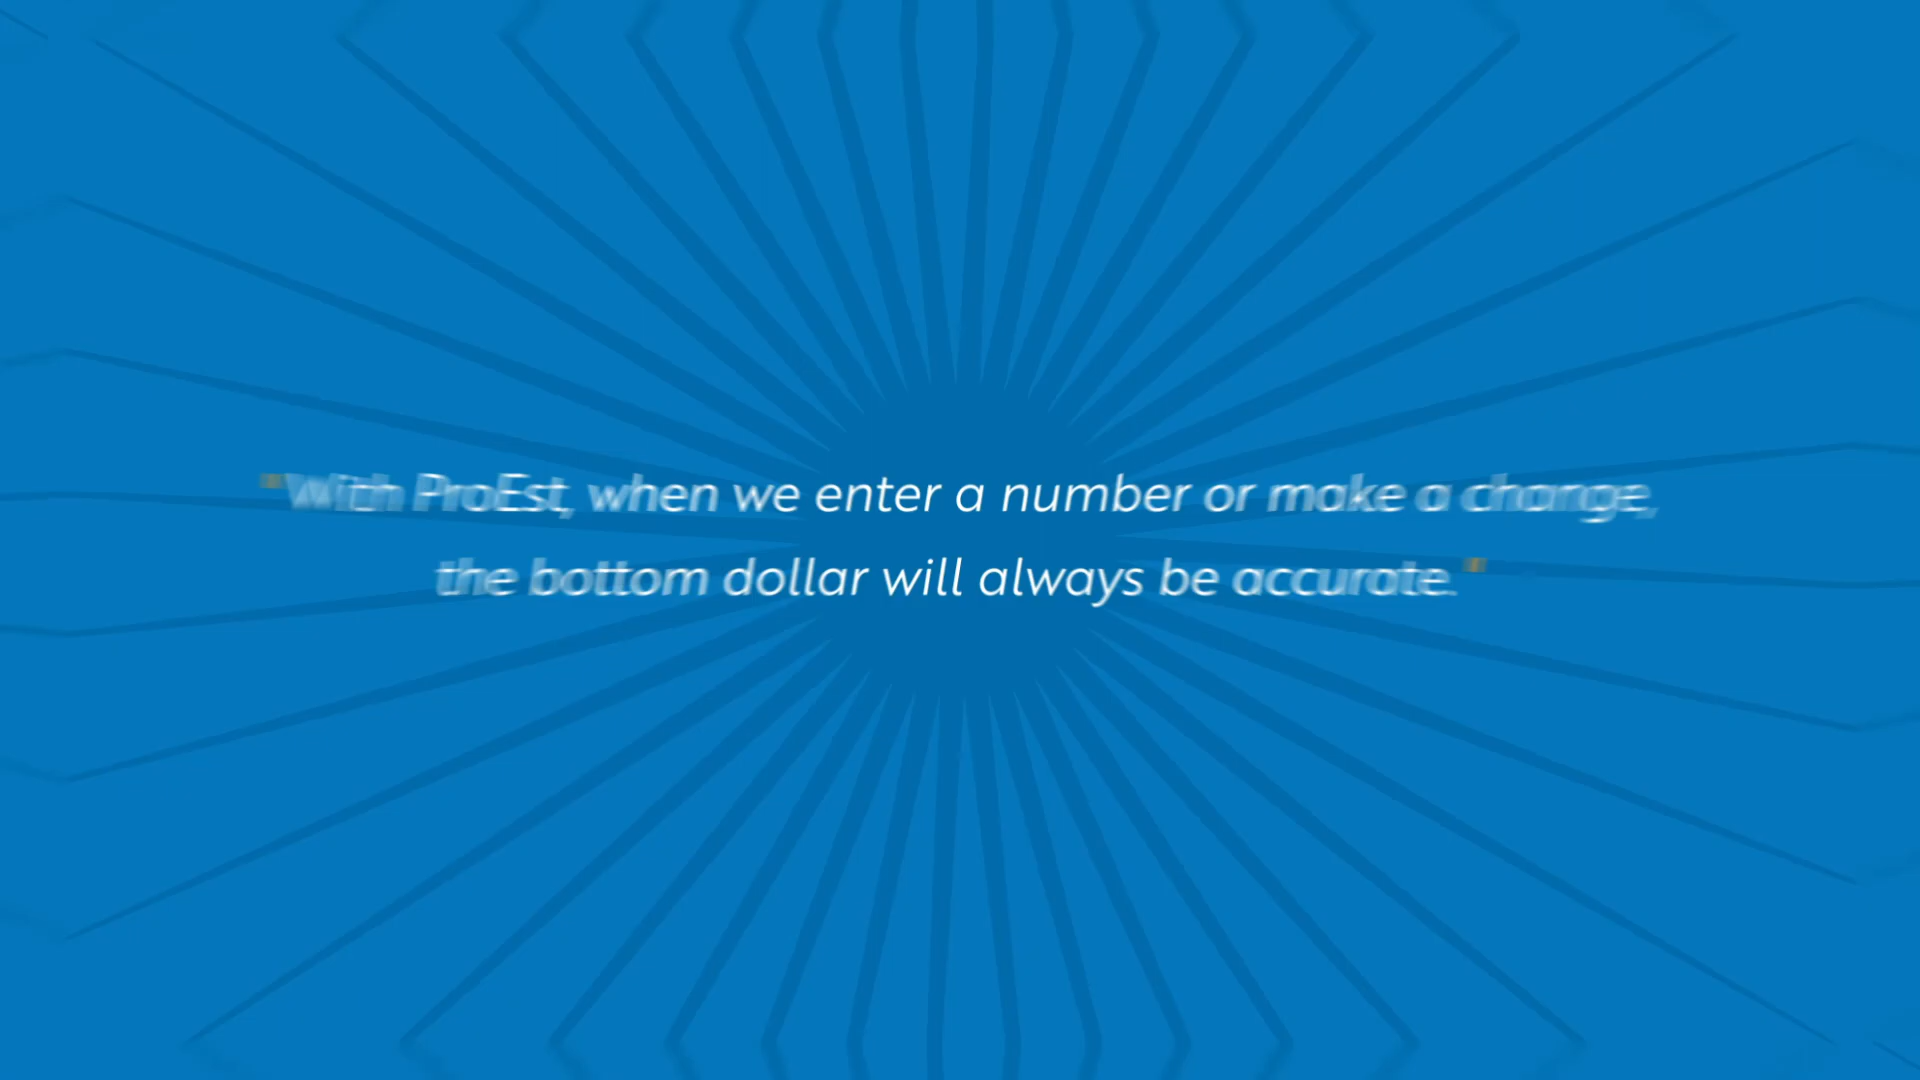 "With ProEst, when we enter a number or make a change,
the bottom dollar will always be accurate."